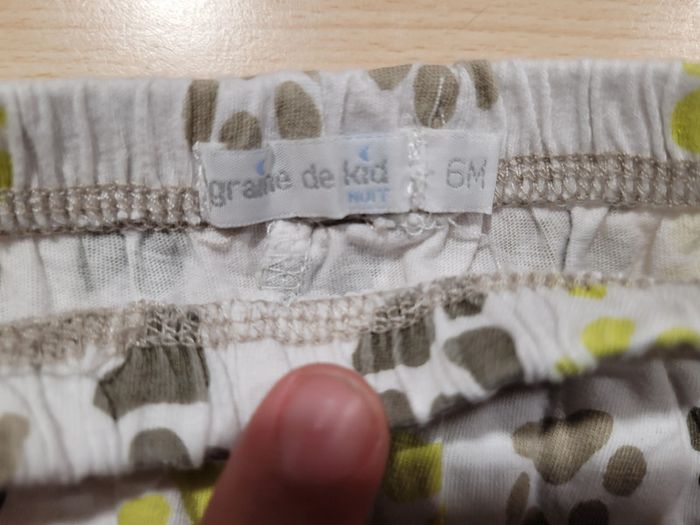 graine de kid
NUIT
6M